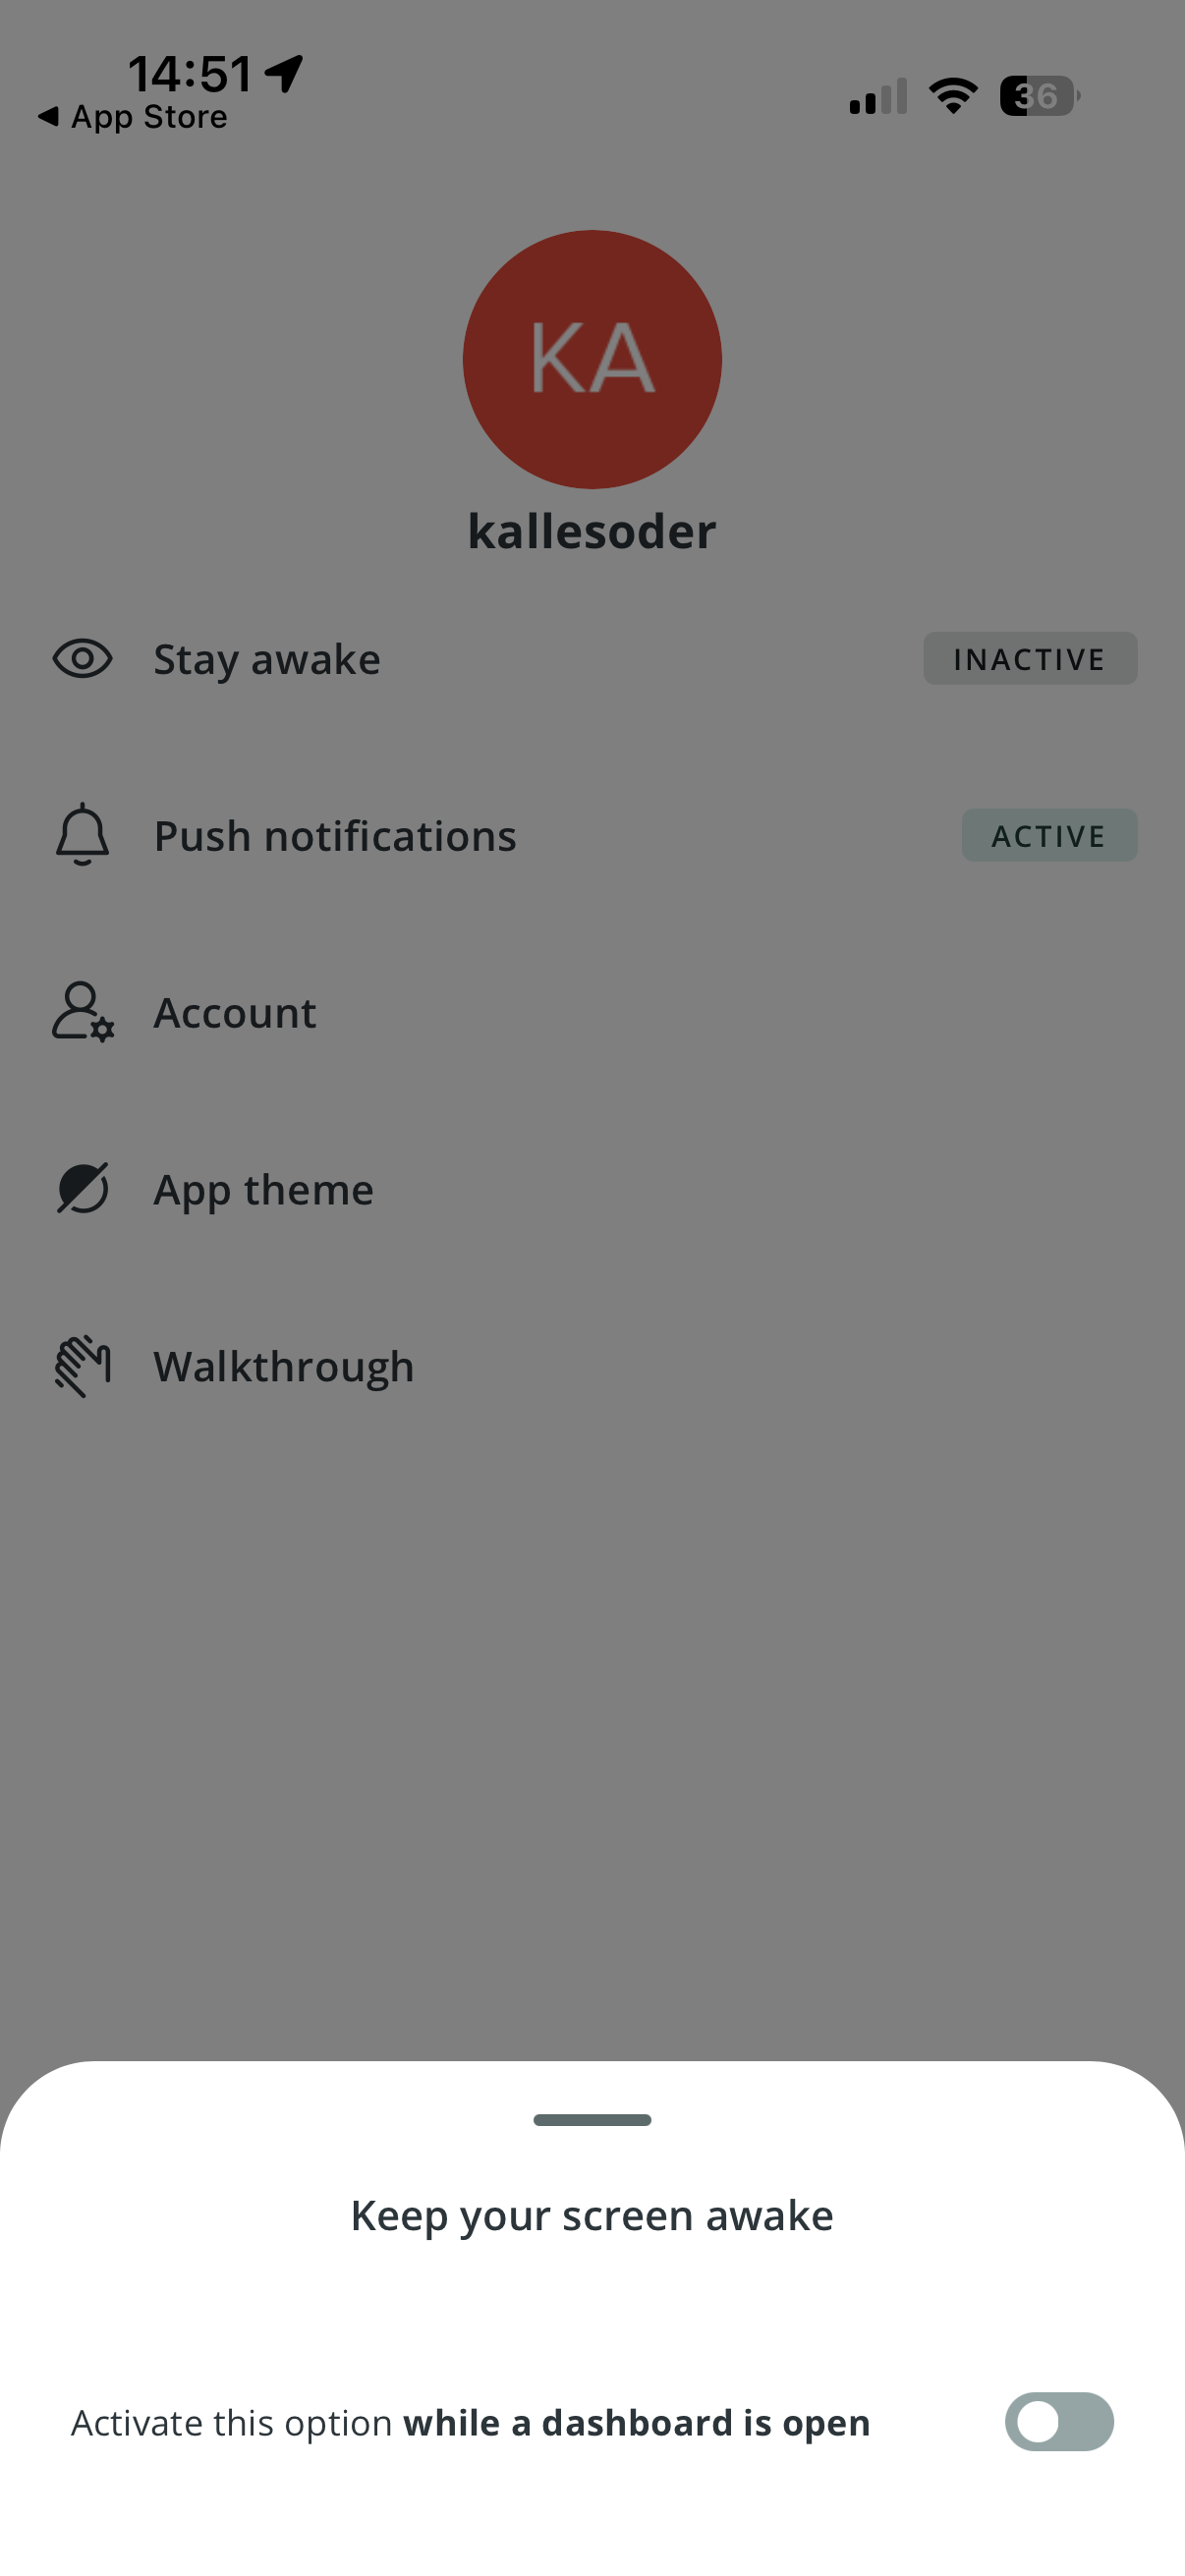 14:51
App Store
36
KA
kallesoder
Stay awake INACTIVE
Push notifications ACTIVE
Account
App theme
Walkthrough
Keep your screen awake
Activate this option while a dashboard is open